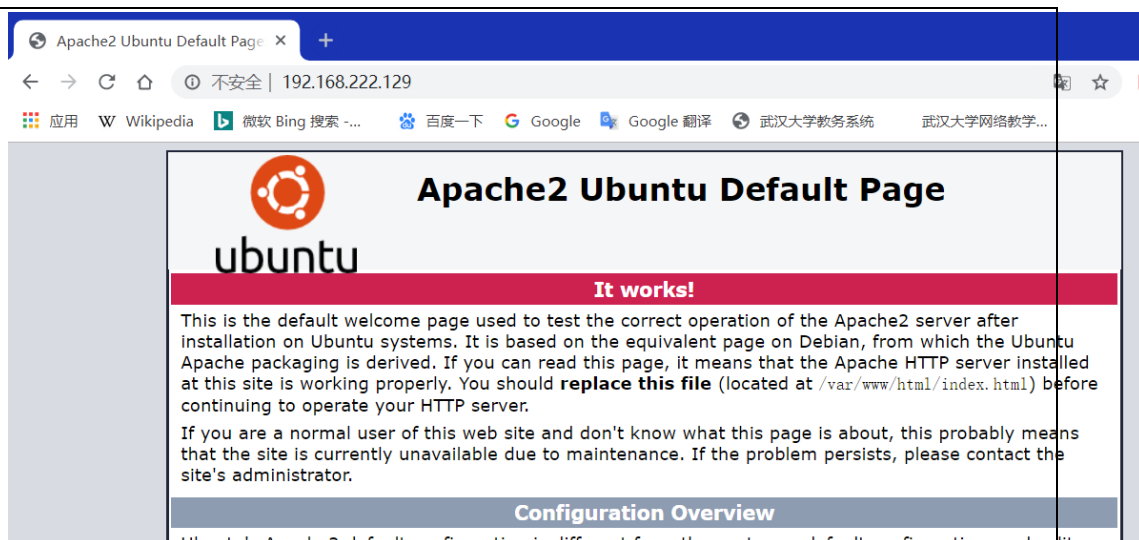 Apache2 Ubuntu Default Page
不安全 | 192.168.222.129
应用 Wikipedia 微软 Bing 搜索 -... 百度一下 Google Google 翻译 武汉大学教务系统 武汉大学网络教学...
ubuntu
Apache2 Ubuntu Default Page
It works!
This is the default welcome page used to test the correct operation of the Apache2 server after
installation on Ubuntu systems. It is based on the equivalent page on Debian, from which the Ubuntu
Apache packaging is derived. If you can read this page, it means that the Apache HTTP server installed
at this site is working properly. You should replace this file (located at /var/www/html/index.html) before
continuing to operate your HTTP server.
If you are a normal user of this web site and don't know what this page is about, this probably means
that the site is currently unavailable due to maintenance. If the problem persists, please contact the
site's administrator.
Configuration Overview